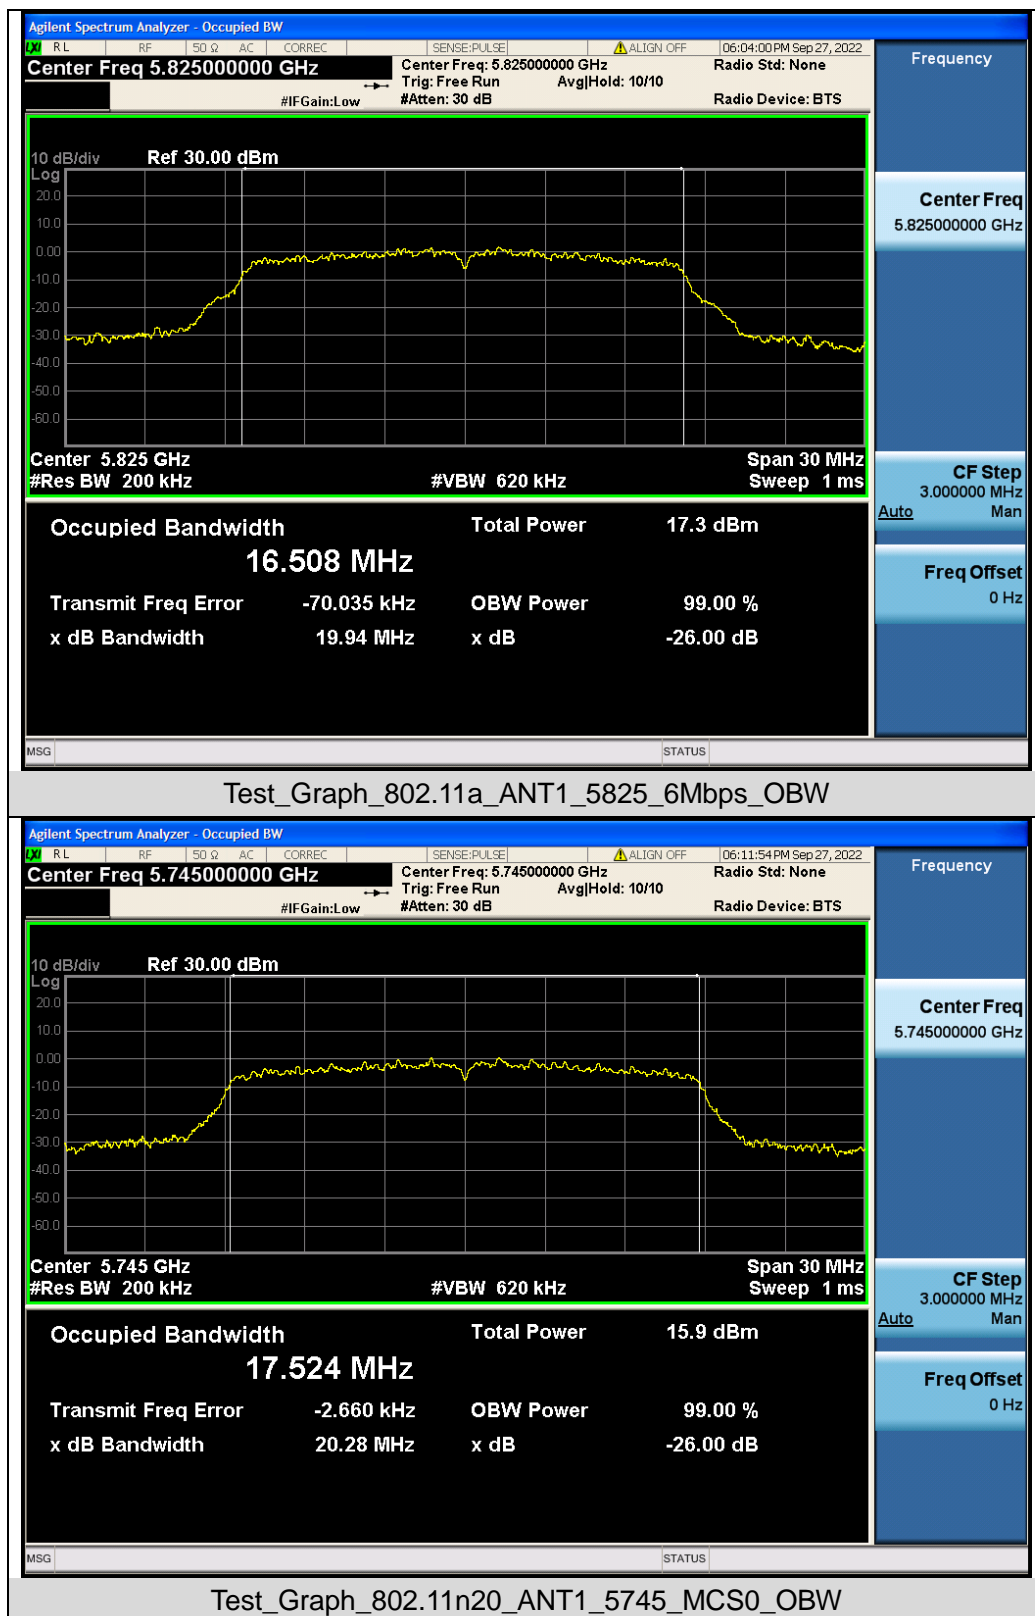 Agilent Spectrum Analyzer - Occupied BW
LXI RL RF 50 Ω AC CORREC SENSE:PULSE ALIGN OFF 06:04:00 PM Sep 27, 2022
Center Freq 5.825000000 GHz
Center Freq: 5.825000000 GHz Radio Std: None
Trig: Free Run Avg|Hold: 10/10
#IFGain:Low #Atten: 30 dB Radio Device: BTS
10 dB/div Ref 30.00 dBm
Log
20.0
10.0
0.00
-10.0
-20.0
-30.0
-40.0
-50.0
-60.0
Center 5.825 GHz Span 30 MHz
#Res BW 200 kHz #VBW 620 kHz Sweep 1 ms
Occupied Bandwidth Total Power 17.3 dBm
16.508 MHz
Transmit Freq Error -70.035 kHz OBW Power 99.00 %
x dB Bandwidth 19.94 MHz x dB -26.00 dB
MSG STATUS
Frequency
Center Freq
5.825000000 GHz
CF Step
3.000000 MHz
Auto Man
Freq Offset
0 Hz
Test_Graph_802.11a_ANT1_5825_6Mbps_OBW
Agilent Spectrum Analyzer - Occupied BW
LXI RL RF 50 Ω AC CORREC SENSE:PULSE ALIGN OFF 06:11:54 PM Sep 27, 2022
Center Freq 5.745000000 GHz
Center Freq: 5.745000000 GHz Radio Std: None
Trig: Free Run Avg|Hold: 10/10
#IFGain:Low #Atten: 30 dB Radio Device: BTS
10 dB/div Ref 30.00 dBm
Log
20.0
10.0
0.00
-10.0
-20.0
-30.0
-40.0
-50.0
-60.0
Center 5.745 GHz Span 30 MHz
#Res BW 200 kHz #VBW 620 kHz Sweep 1 ms
Occupied Bandwidth Total Power 15.9 dBm
17.524 MHz
Transmit Freq Error -2.660 kHz OBW Power 99.00 %
x dB Bandwidth 20.28 MHz x dB -26.00 dB
MSG STATUS
Frequency
Center Freq
5.745000000 GHz
CF Step
3.000000 MHz
Auto Man
Freq Offset
0 Hz
Test_Graph_802.11n20_ANT1_5745_MCS0_OBW